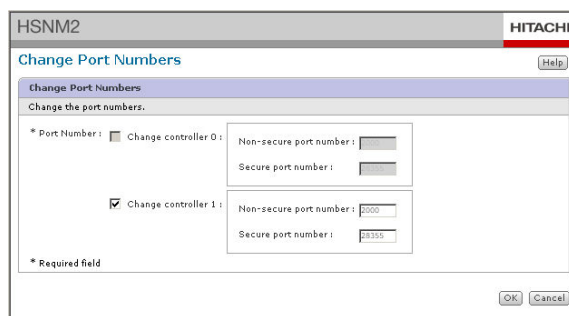 HSNM2
HITACHI
Change Port Numbers
Help
Change Port Numbers
Change the port numbers.
* Port Number :
Change controller 0 :
Non-secure port number :
Secure port number :
Change controller 1 :
Non-secure port number : 2000
Secure port number : 28355
* Required field
OK Cancel